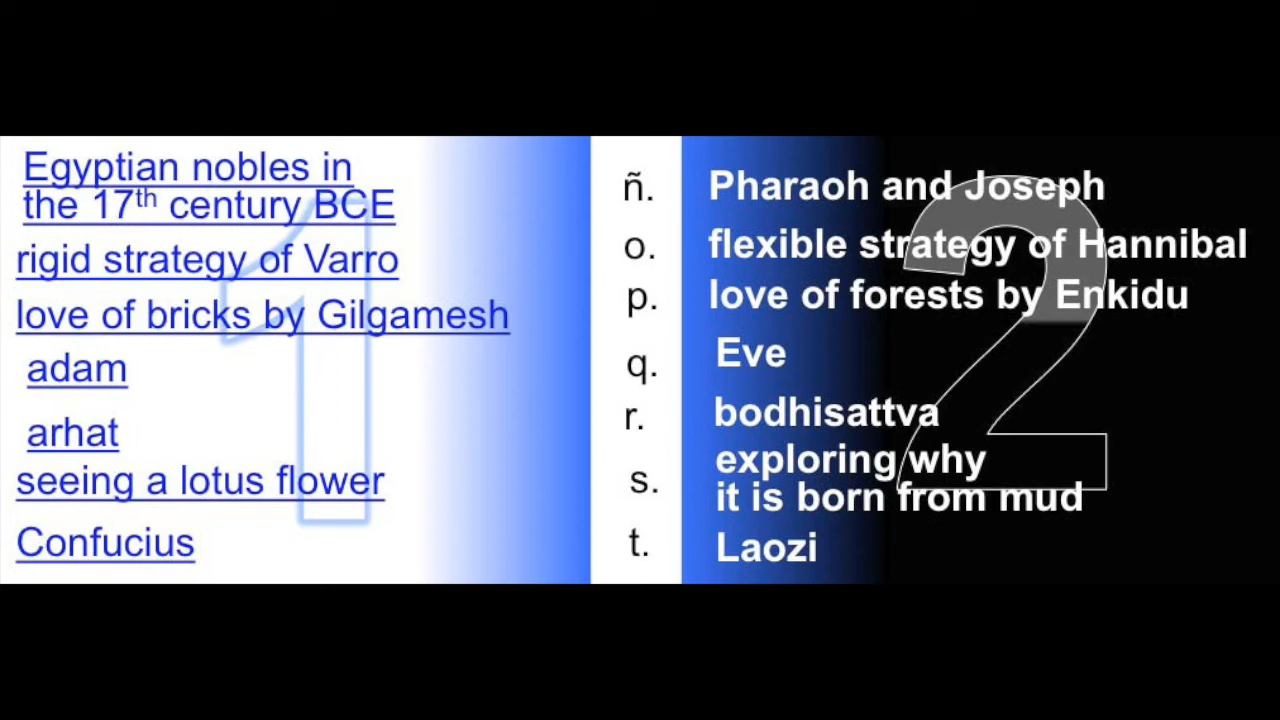 Egyptian nobles in
the 17th century BCE
ñ.
Pharaoh and Joseph
rigid strategy of Varro
o.
flexible strategy of Hannibal
love of bricks by Gilgamesh
p.
love of forests by Enkidu
adam
q.
Eve
arhat
r.
bodhisattva
seeing a lotus flower
s.
exploring why
it is born from mud
Confucius
t.
Laozi
1
2